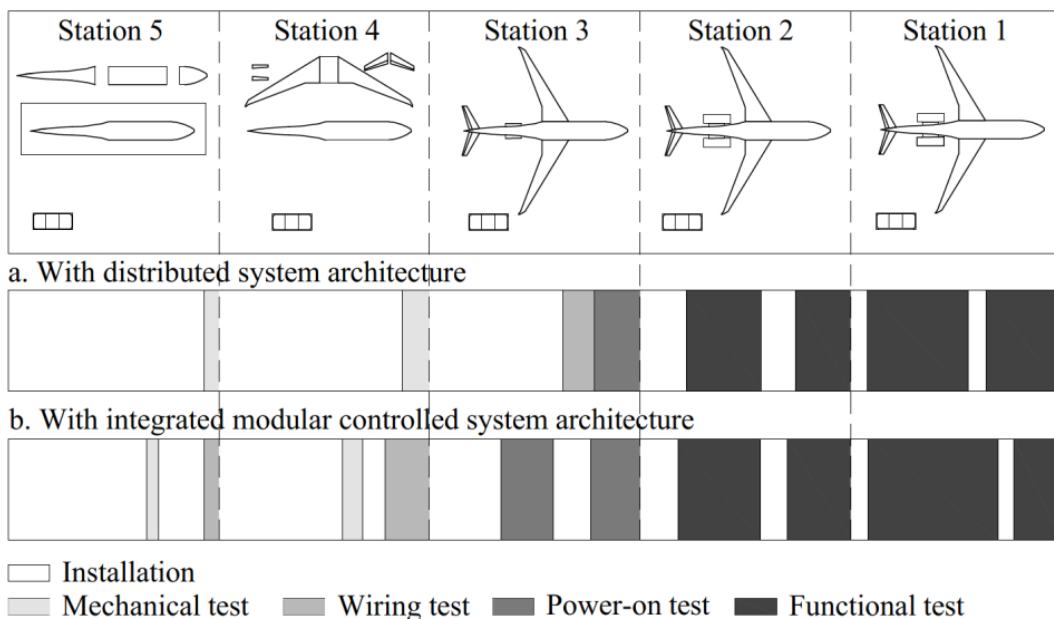 Station 5 Station 4 Station 3 Station 2 Station 1
a. With distributed system architecture
b. With integrated modular controlled system architecture
Installation
Mechanical test Wiring test Power-on test Functional test